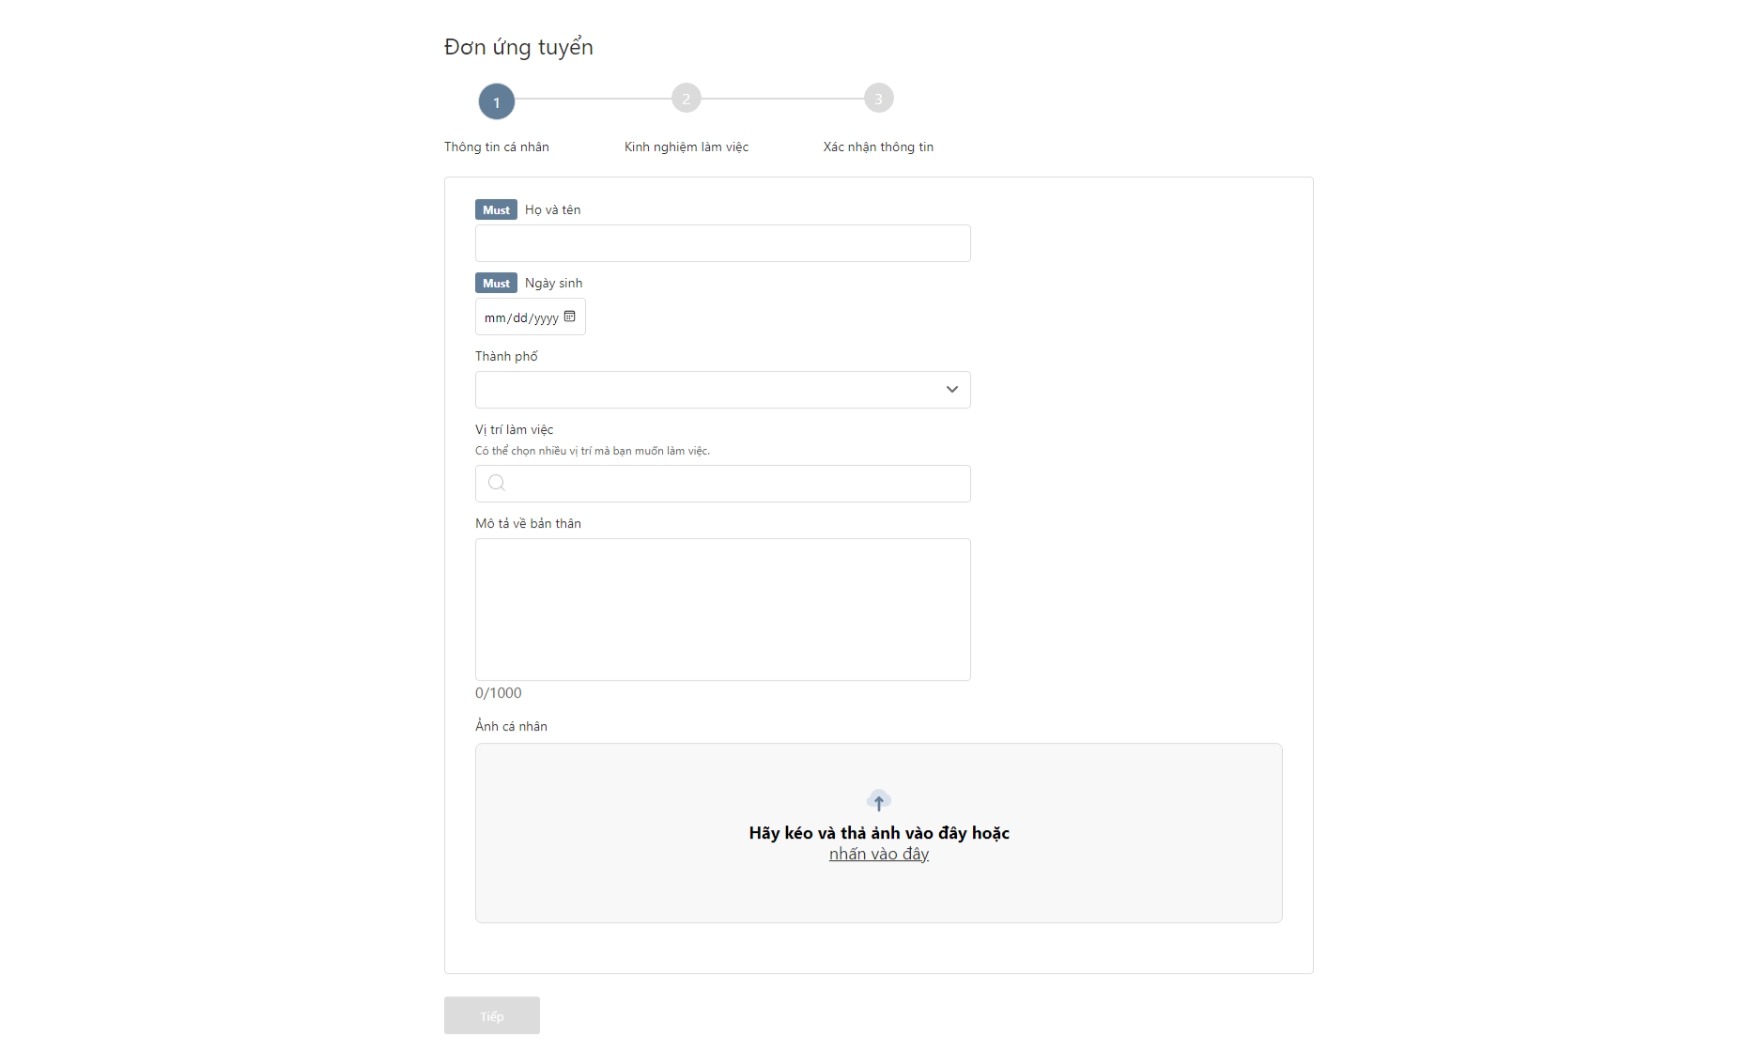 Đơn ứng tuyển
1
2
3
Thông tin cá nhân
Kinh nghiệm làm việc
Xác nhận thông tin
Must Họ và tên
Must Ngày sinh
mm/dd/yyyy
Thành phố
Vị trí làm việc
Có thể chọn nhiều vị trí mà bạn muốn làm việc.
Mô tả về bản thân
0/1000
Ảnh cá nhân
Hãy kéo và thả ảnh vào đây hoặc
nhấn vào đây
Tiếp